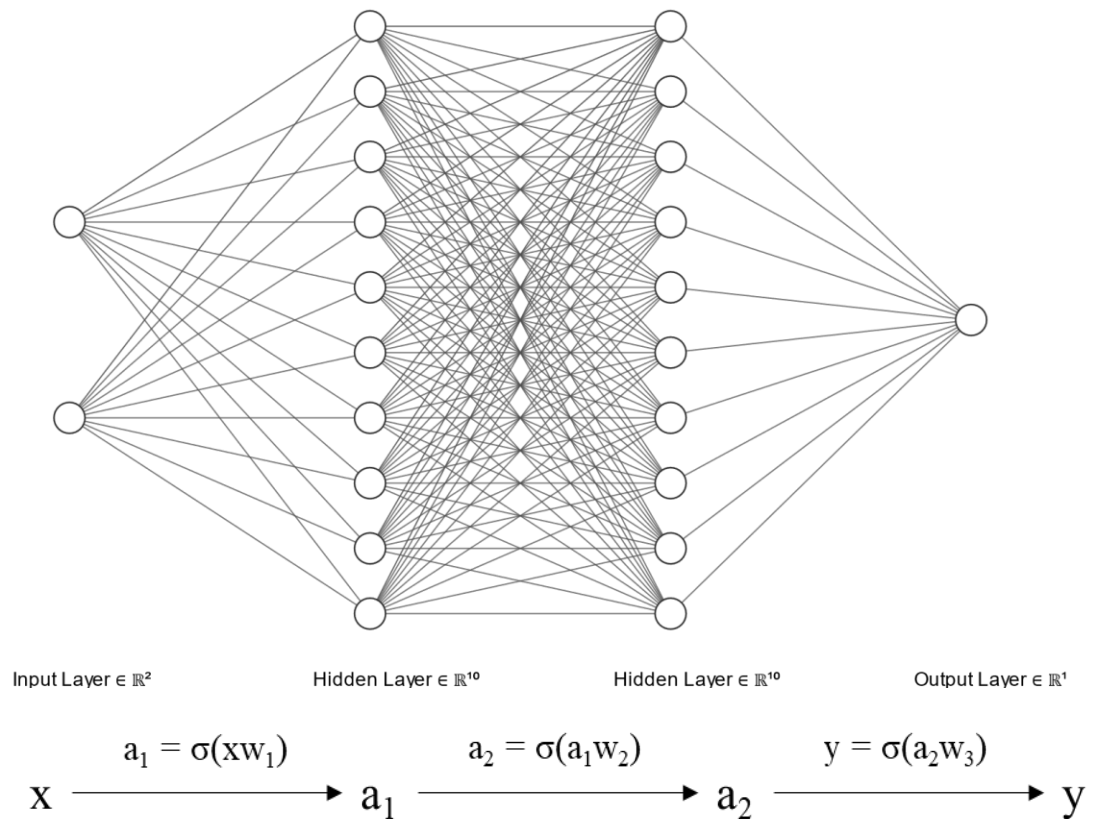 Input Layer ∈ ℝ² Hidden Layer ∈ ℝ¹⁰ Hidden Layer ∈ ℝ¹⁰ Output Layer ∈ ℝ¹
a₁ = σ(xw₁) a₂ = σ(a₁w₂) y = σ(a₂w₃)
x a₁ a₂ y